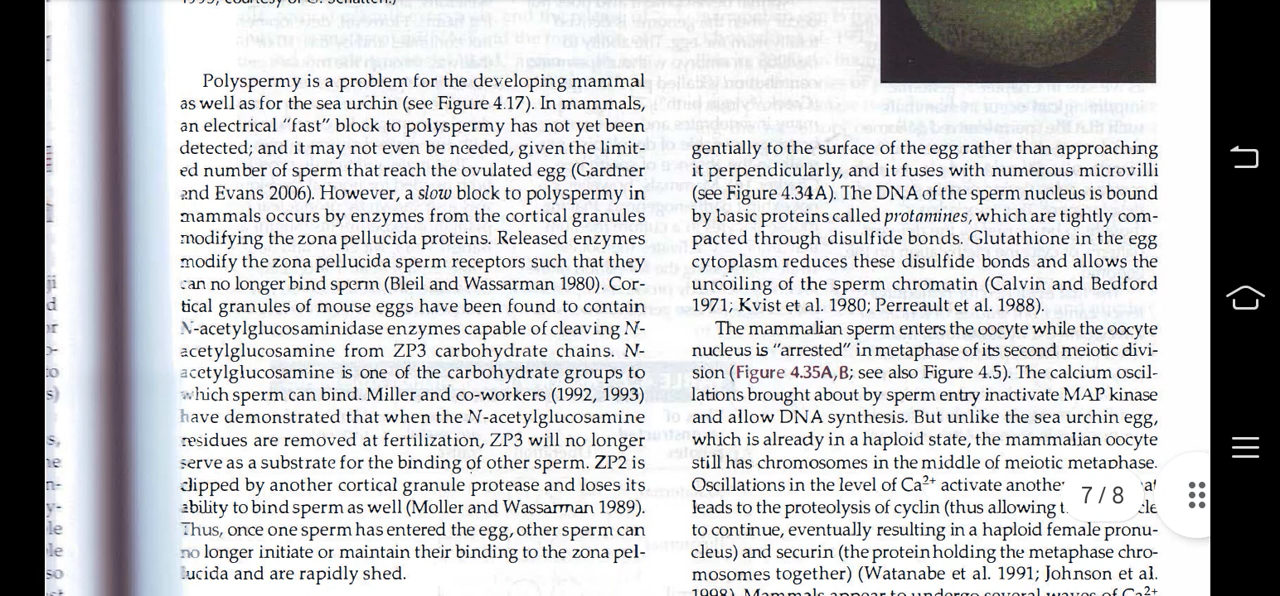 Polyspermy is a problem for the developing mammal
as well as for the sea urchin (see Figure 4.17). In mammals,
an electrical “fast” block to polyspermy has not yet been
detected; and it may not even be needed, given the limit-
ed number of sperm that reach the ovulated egg (Gardner
and Evans 2006). However, a slow block to polyspermy in
mammals occurs by enzymes from the cortical granules
modifying the zona pellucida proteins. Released enzymes
modify the zona pellucida sperm receptors such that they
can no longer bind sperm (Bleil and Wassarman 1980). Cor-
tical granules of mouse eggs have been found to contain
N-acetylglucosaminidase enzymes capable of cleaving N-
acetylglucosamine from ZP3 carbohydrate chains. N-
acetylglucosamine is one of the carbohydrate groups to
which sperm can bind. Miller and co-workers (1992, 1993)
have demonstrated that when the N-acetylglucosamine
residues are removed at fertilization, ZP3 will no longer
serve as a substrate for the binding of other sperm. ZP2 is
clipped by another cortical granule protease and loses its
ability to bind sperm as well (Moller and Wassarman 1989).
Thus, once one sperm has entered the egg, other sperm can
no longer initiate or maintain their binding to the zona pel-
lucida and are rapidly shed.
genitally to the surface of the egg rather than approaching
it perpendicularly, and it fuses with numerous microvilli
(see Figure 4.34A). The DNA of the sperm nucleus is bound
by basic proteins called protamines, which are tightly com-
pacted through disulfide bonds. Glutathione in the egg
cytoplasm reduces these disulfide bonds and allows the
uncoiling of the sperm chromatin (Calvin and Bedford
1971; Kvist et al. 1980; Perreault et al. 1988).
The mammalian sperm enters the oocyte while the oocyte
nucleus is “arrested” in metaphase of its second meiotic divi-
sion (Figure 4.35A,B; see also Figure 4.5). The calcium oscil-
lations brought about by sperm entry inactivate MAP kinase
and allow DNA synthesis. But unlike the sea urchin egg,
which is already in a haploid state, the mammalian oocyte
still has chromosomes in the middle of meiotic metaphase.
Oscillations in the level of Ca2+ activate
leads to the proteolysis of cyclin (thus allowing
to continue, eventually resulting in a haploid female pronu-
cleus) and securin (the protein holding the metaphase chro-
mosomes together) (Watanabe et al. 1991; Johnson et al.
1998). Mammals appear to undergo several waves of Ca2+
7 / 8